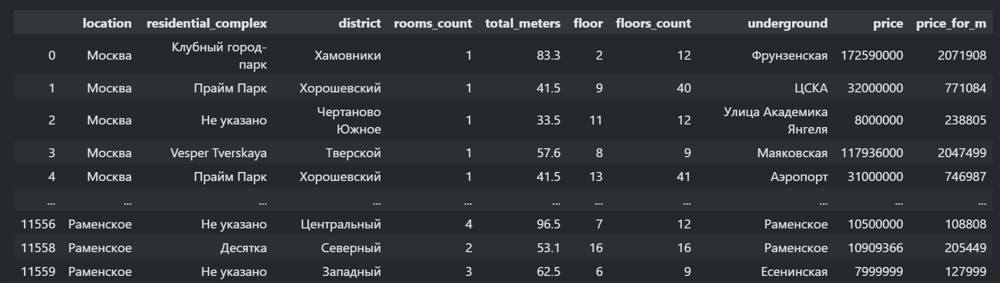 location residential_complex district rooms_count total_meters floor floors_count underground price price_for_m
0 Москва Клубный город-
парк Хамовники 1 83.3 2 12 Фрунзенская 172590000 2071908
1 Москва Прайм Парк Хорошевский 1 41.5 9 40 ЦСКА 32000000 771084
2 Москва Не указано Чертаново
Южное 1 33.5 11 12 Улица Академика
Янгеля 8000000 238805
3 Москва Vesper Tverskaya Тверской 1 57.6 8 9 Маяковская 117936000 2047499
4 Москва Прайм Парк Хорошевский 1 41.5 13 41 Аэропорт 31000000 746987
... ... ... ... ... ... ... ... ... ... ...
11556 Раменское Не указано Центральный 4 96.5 7 12 Раменское 10500000 108808
11558 Раменское Десятка Северный 2 53.1 16 16 Раменское 10909366 205449
11559 Раменское Не указано Западный 3 62.5 6 9 Есенинская 7999999 127999